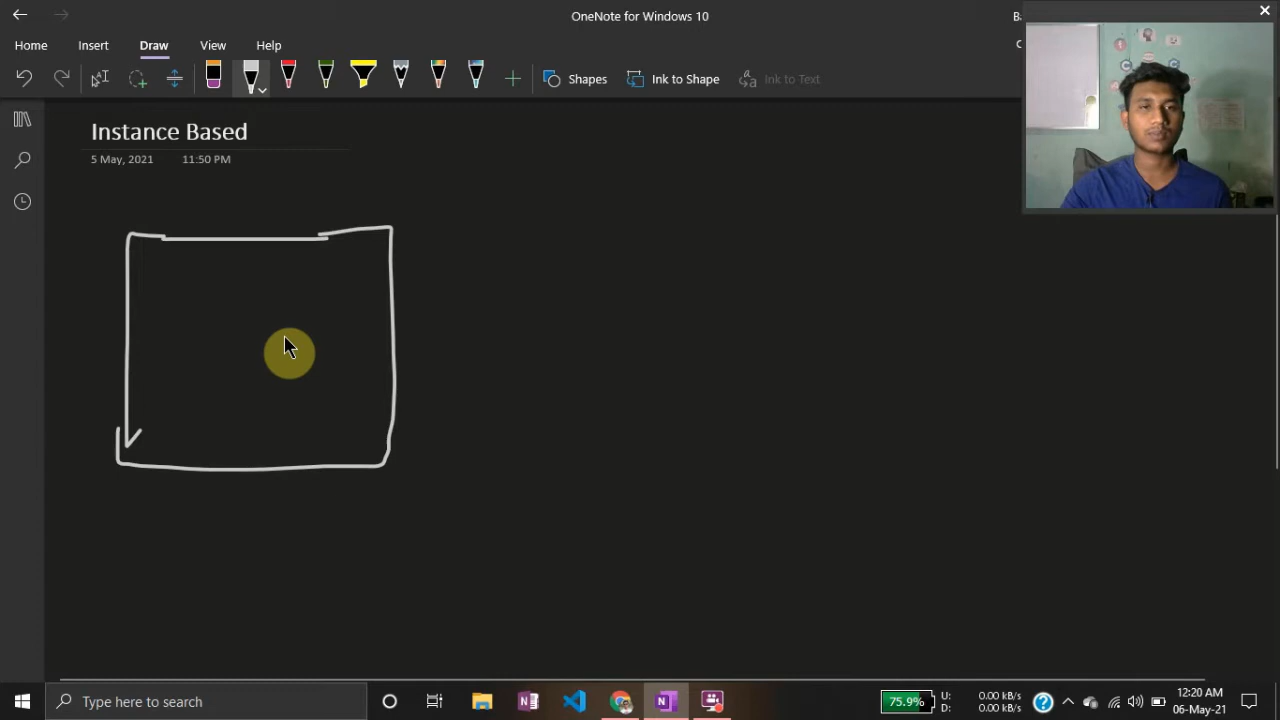 OneNote for Windows 10
Home Insert Draw View Help
Shapes Ink to Shape Ink to Text
Instance Based
5 May, 2021 11:50 PM
Type here to search
75.9% U: 0.00 kB/s
D: 0.00 kB/s
12:20 AM
06-May-21